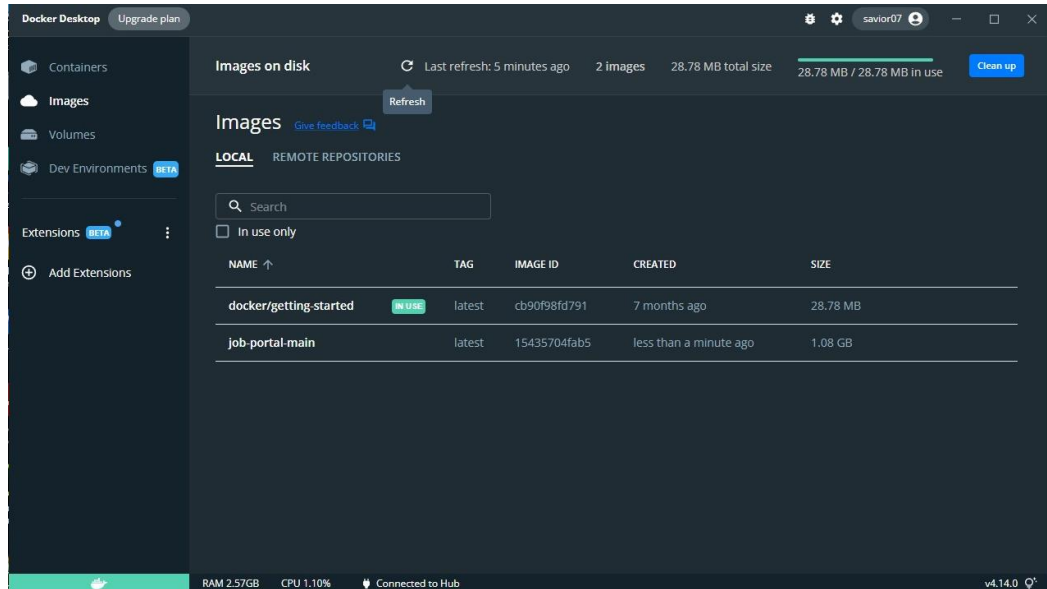 Docker Desktop Upgrade plan savior07
Containers
Images
Volumes
Dev Environments BETA
Extensions BETA
Add Extensions
Images on disk Last refresh: 5 minutes ago 2 images 28.78 MB total size 28.78 MB / 28.78 MB in use Clean up
Refresh
Images Give feedback
LOCAL REMOTE REPOSITORIES
Search
In use only
NAME TAG IMAGE ID CREATED SIZE
docker/getting-started IN USE latest cb90f98fd791 7 months ago 28.78 MB
job-portal-main latest 15435704fab5 less than a minute ago 1.08 GB
RAM 2.57GB CPU 1.10% Connected to Hub v4.14.0